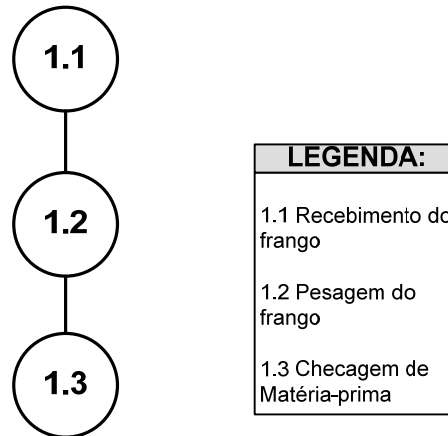 1.1
1.2
1.3
LEGENDA:
1.1 Recebimento do
frango
1.2 Pesagem do
frango
1.3 Checagem de
Matéria-prima